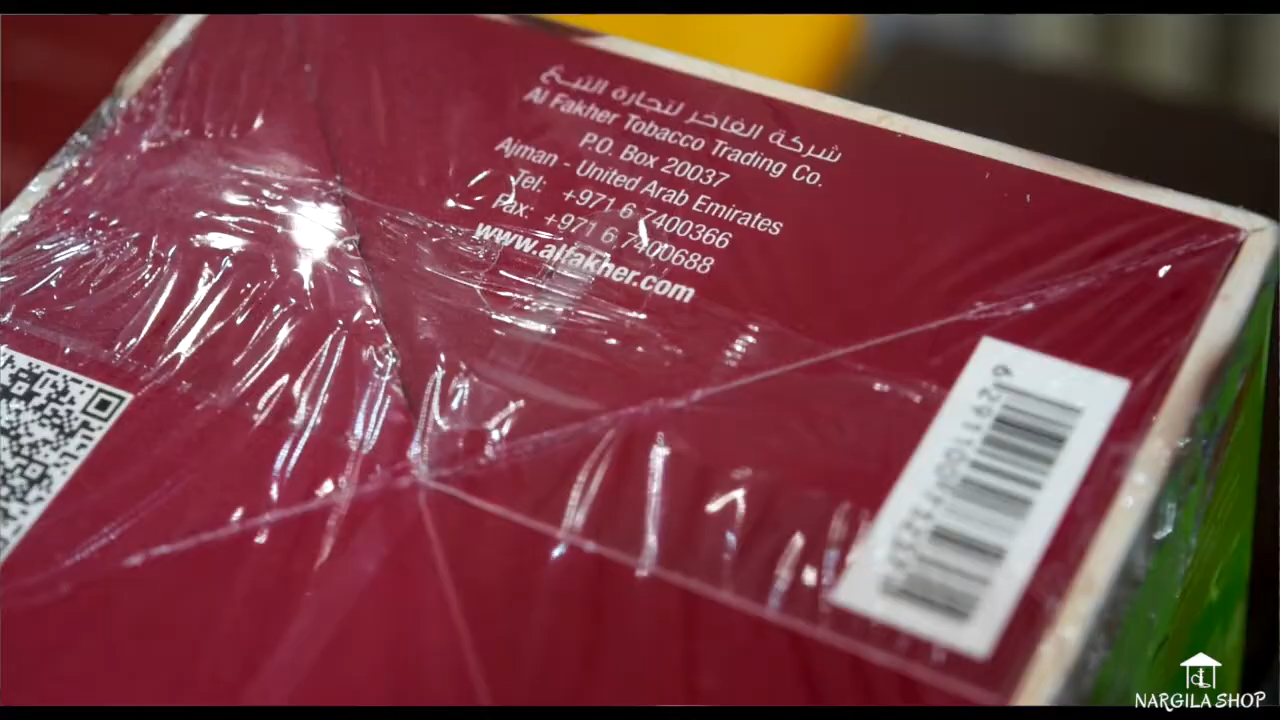 شركة الفاخر لتجارة التبغ
Al Fakher Tobacco Trading Co.
P.O. Box 20037
Ajman - United Arab Emirates
Tel: +971 6 7400366
Fax: +971 6 7400688
www.alfakher.com
NARGILA SHOP